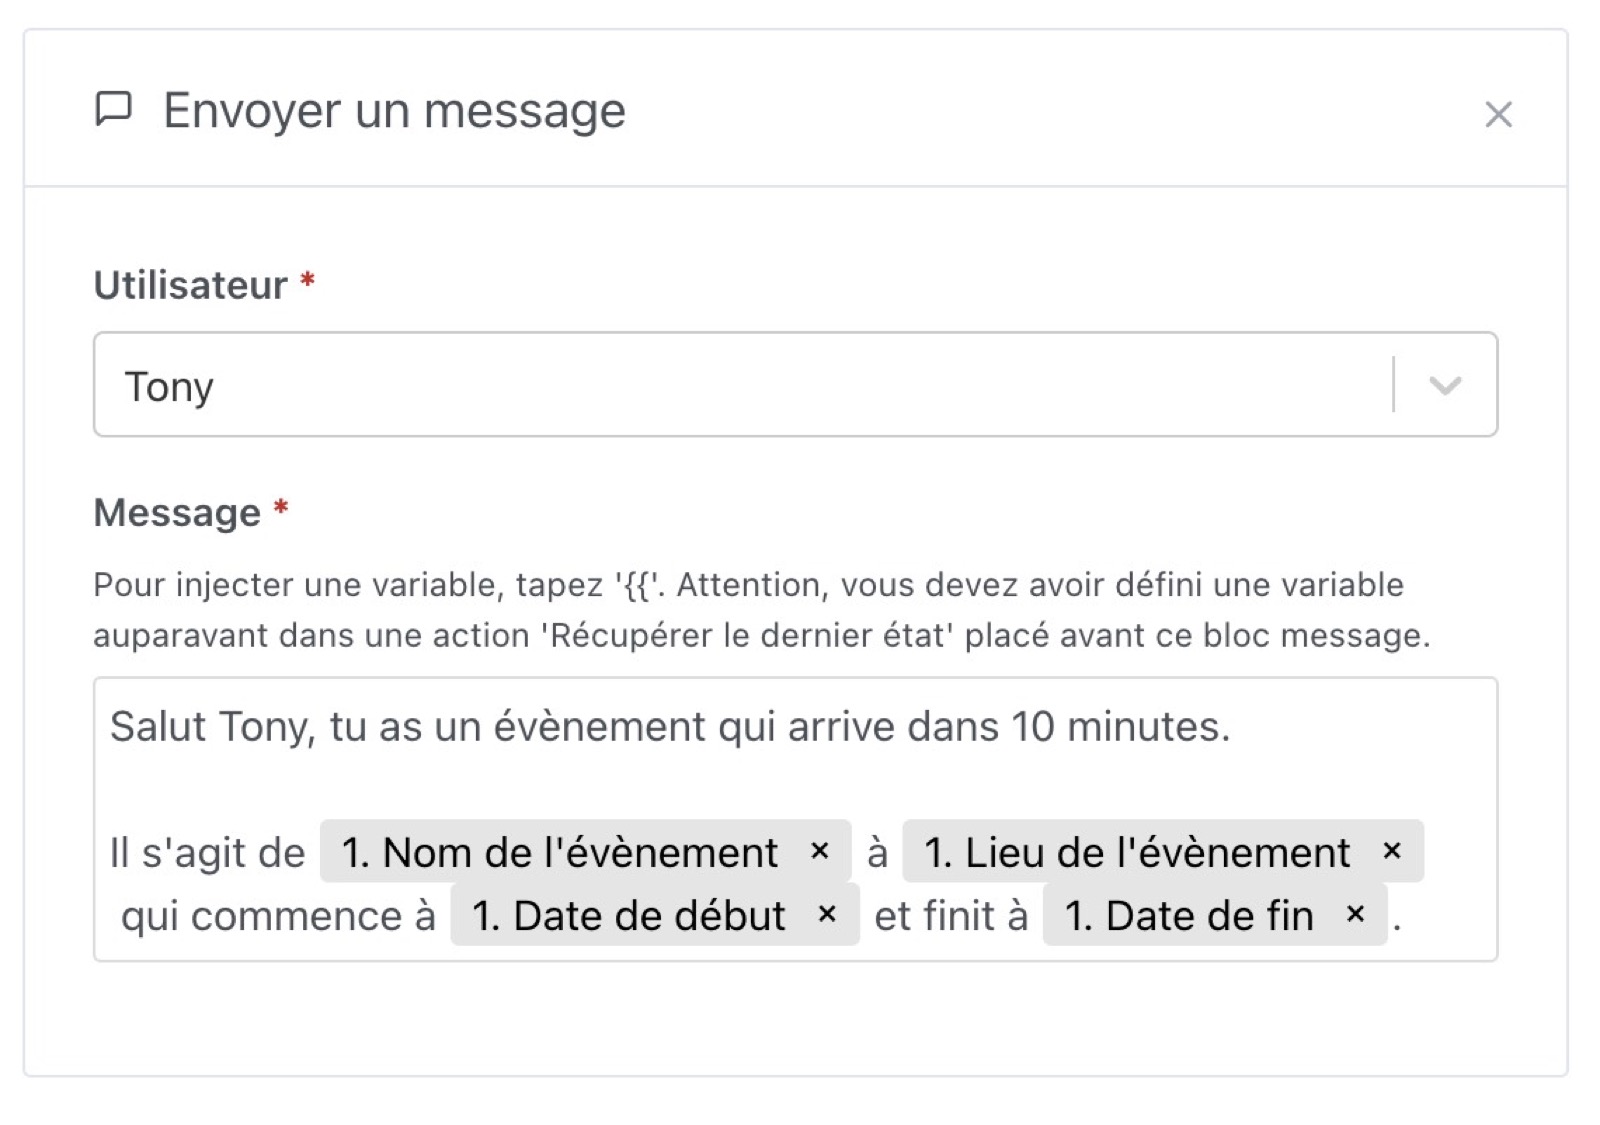 Envoyer un message
Utilisateur *
Tony
Message *
Pour injecter une variable, tapez '{{'. Attention, vous devez avoir défini une variable
auparavant dans une action 'Récupérer le dernier état' placé avant ce bloc message.
Salut Tony, tu as un évènement qui arrive dans 10 minutes.
Il s'agit de 1. Nom de l'évènement × à 1. Lieu de l'évènement ×
qui commence à 1. Date de début × et finit à 1. Date de fin × .